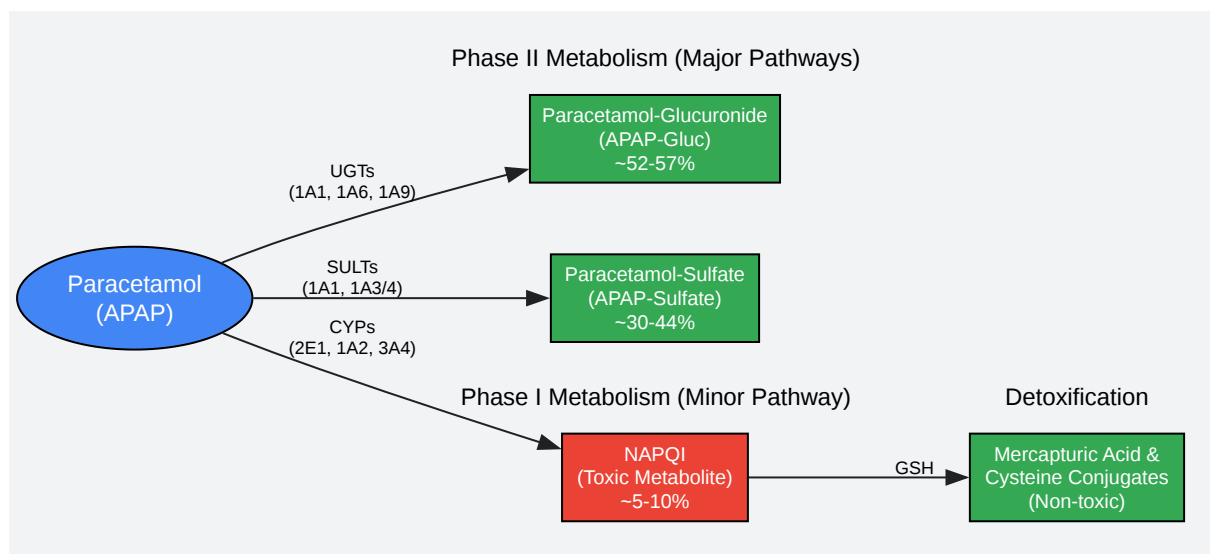 Phase II Metabolism (Major Pathways)
Paracetamol-Glucuronide
(APAP-Gluc)
~52-57%
UGTs
(1A1, 1A6, 1A9)
Paracetamol
(APAP)
SULTs
(1A1, 1A3/4)
Paracetamol-Sulfate
(APAP-Sulfate)
~30-44%
CYPs
(2E1, 1A2, 3A4)
Phase I Metabolism (Minor Pathway)
NAPQI
(Toxic Metabolite)
~5-10%
GSH
Detoxification
Mercapturic Acid &
Cysteine Conjugates
(Non-toxic)